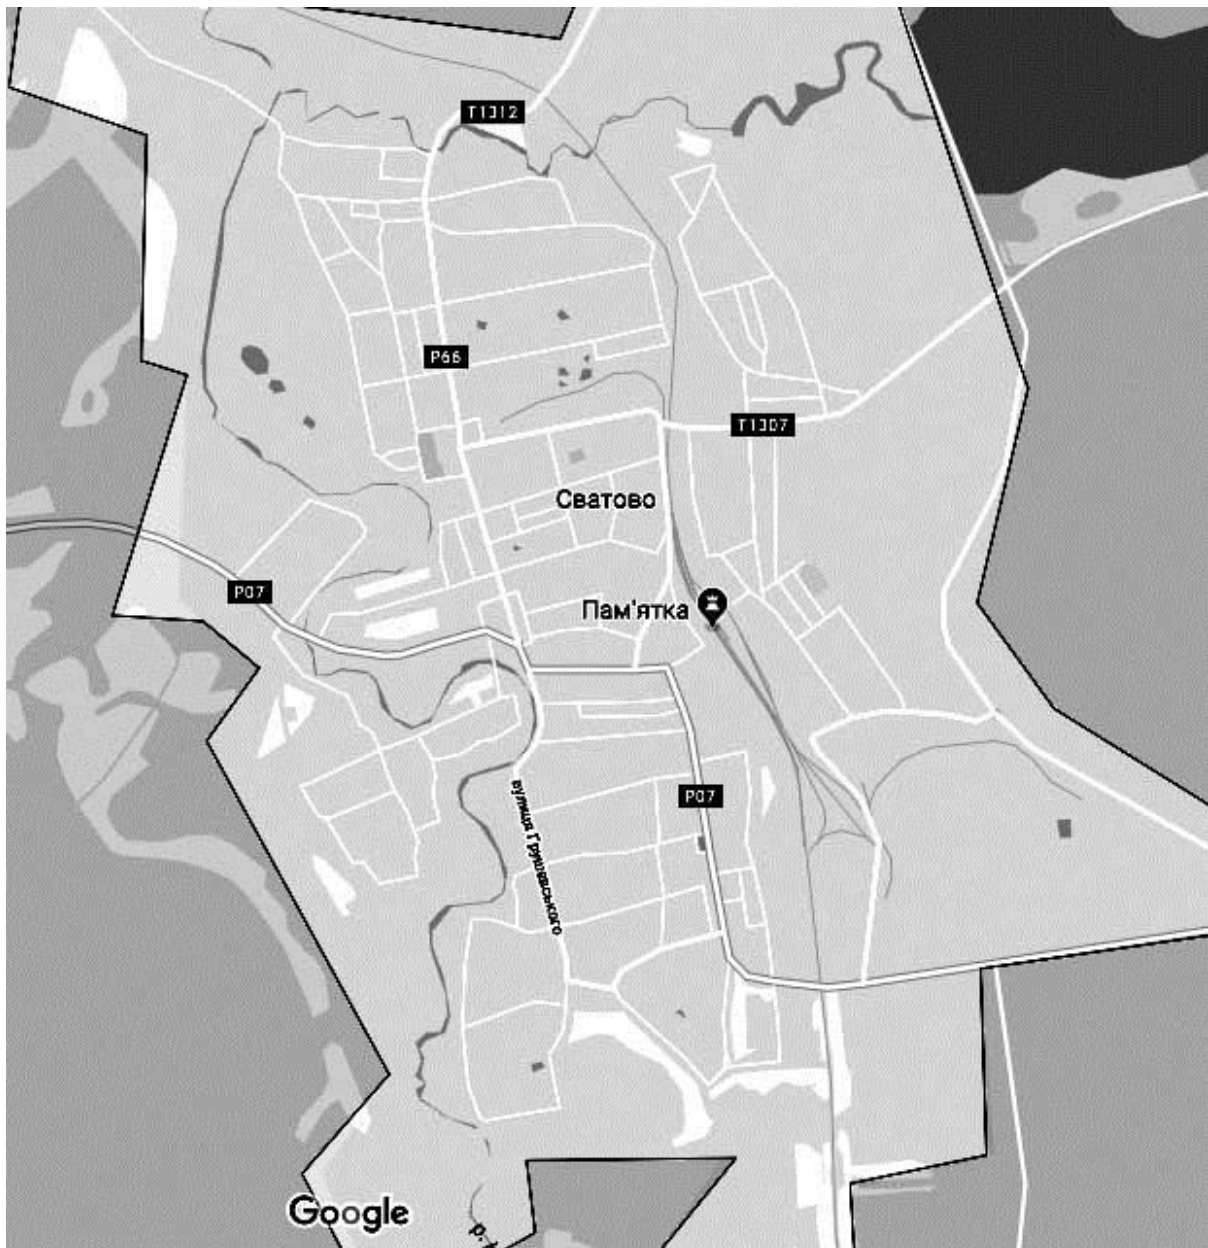 T1312
P66
T1307
Сватово
P07
Пам'ятка
P07
вулиця Грушевського
Google
р.